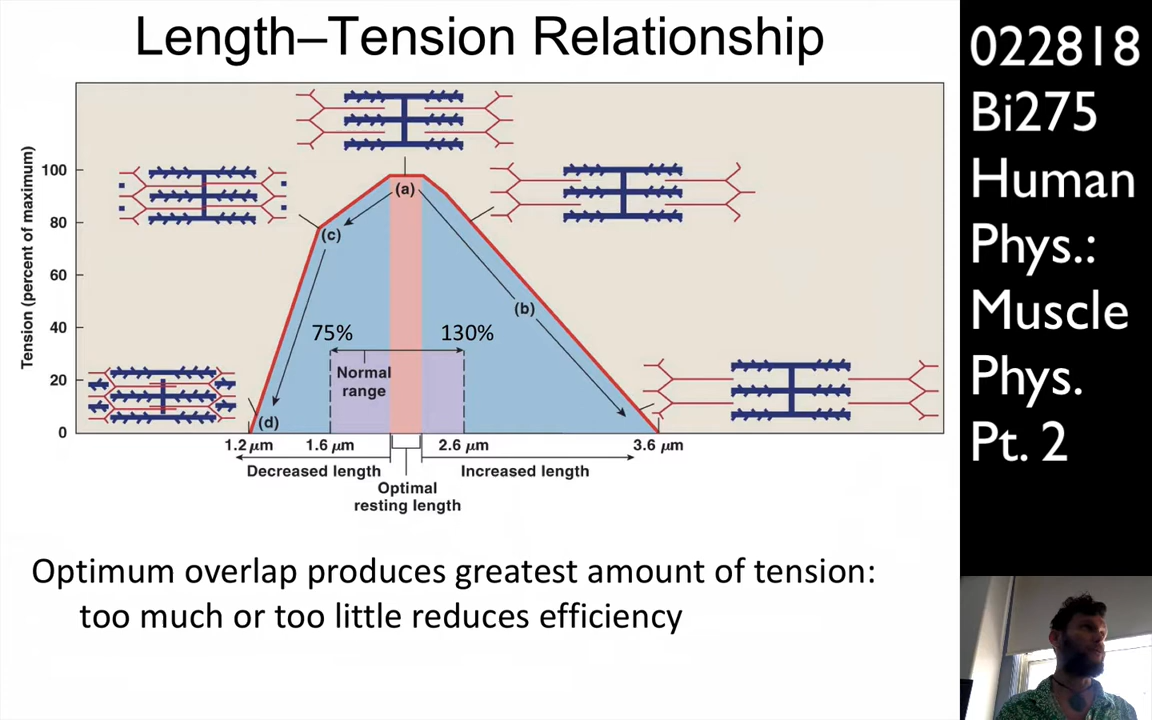 Length–Tension Relationship
Tension (percent of maximum)
100
80
60
40
20
0
(a)
(c)
(b)
(d)
75%
130%
Normal
range
1.2 μm
1.6 μm
2.6 μm
3.6 μm
Decreased length
Increased length
Optimal
resting length
Optimum overlap produces greatest amount of tension:
too much or too little reduces efficiency
022818
Bi275
Human
Phys.:
Muscle
Phys.
Pt. 2